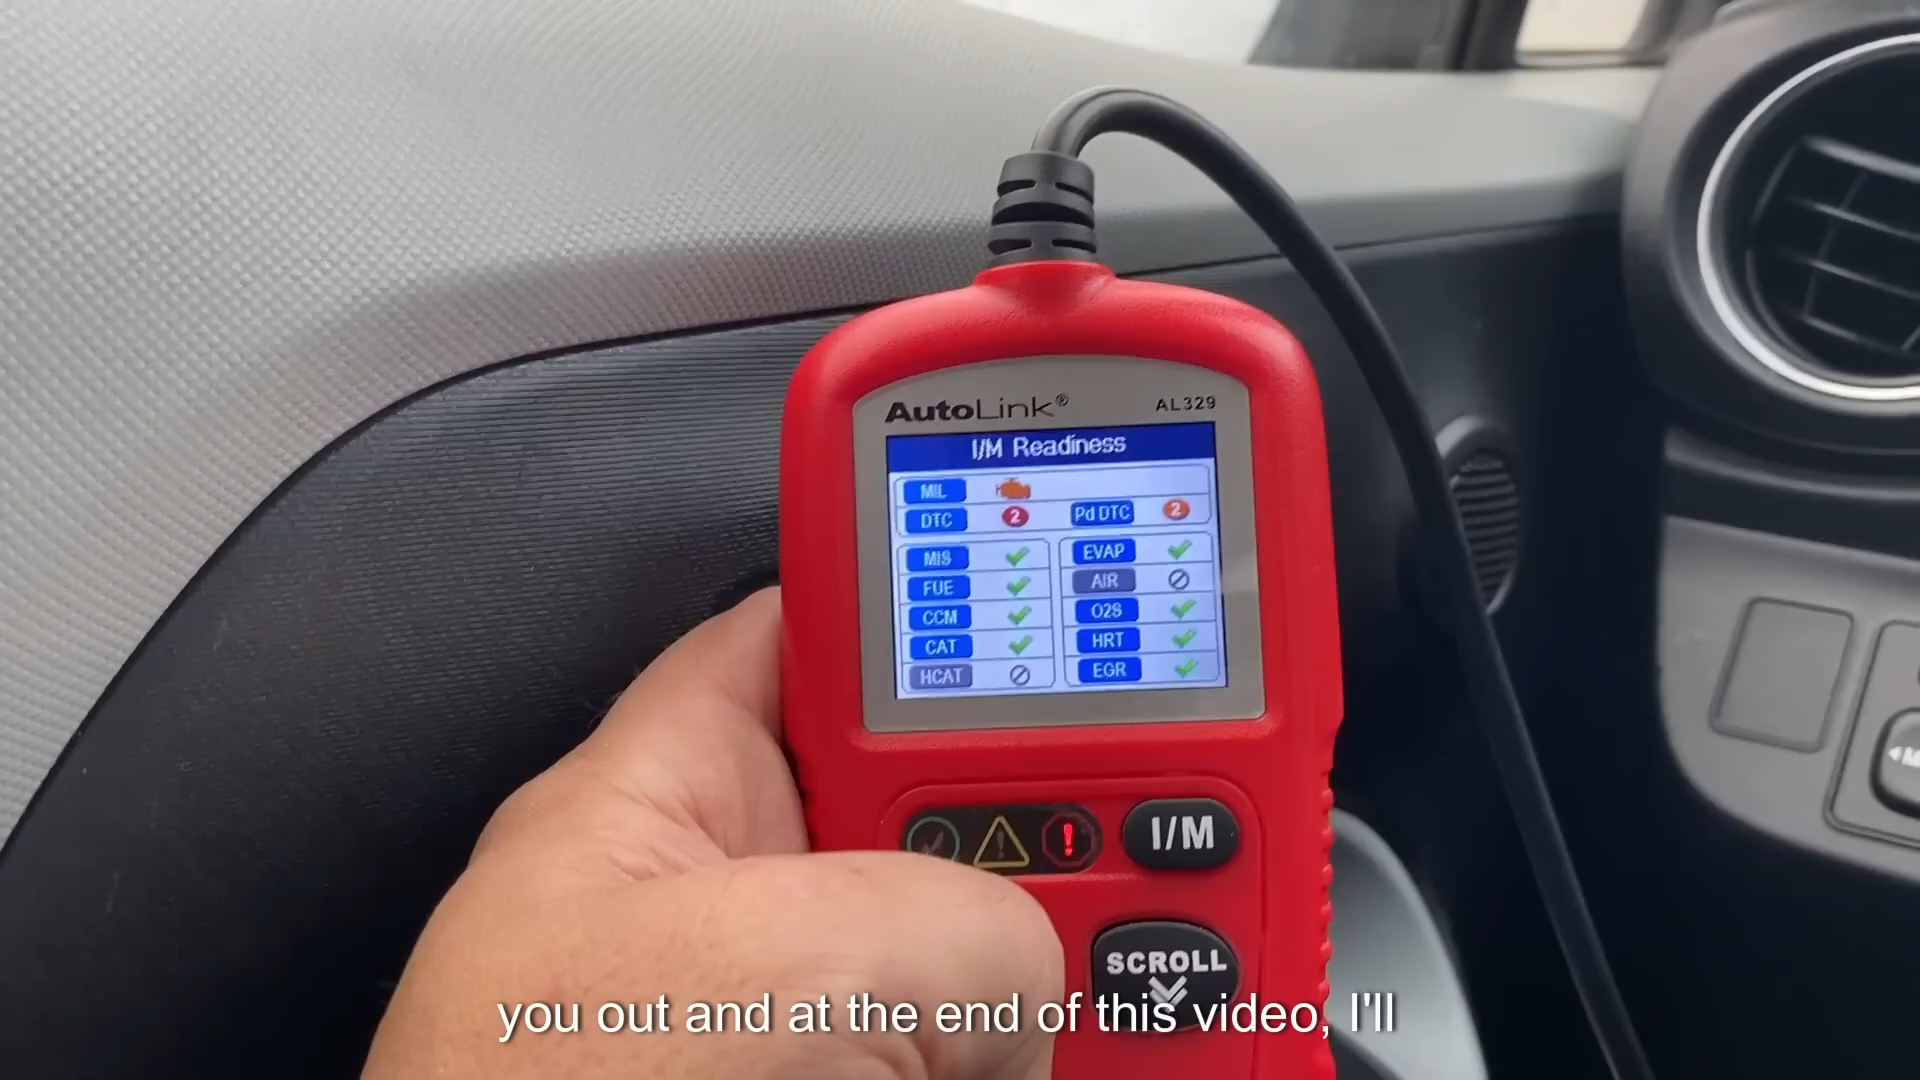 AutoLink® AL329
I/M Readiness
MIL
DTC 2 Pd DTC 2
MIS EVAP
FUE AIR
CCM O2S
CAT HRT
HCAT EGR
I/M
SCROLL
you out and at the end of this video, I'll